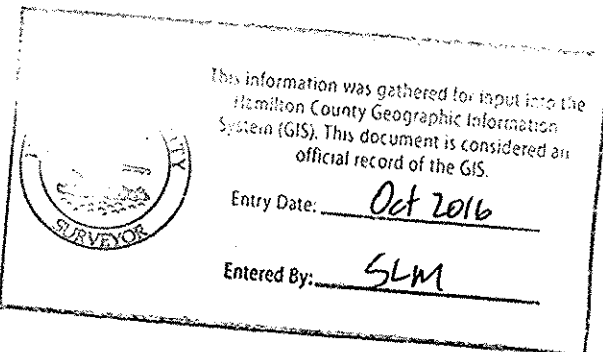 This information was gathered for input into the
Hamilton County Geographic Information
System (GIS). This document is considered an
official record of the GIS.
Entry Date: Oct 2016
Entered By: SLM
SURVEYOR